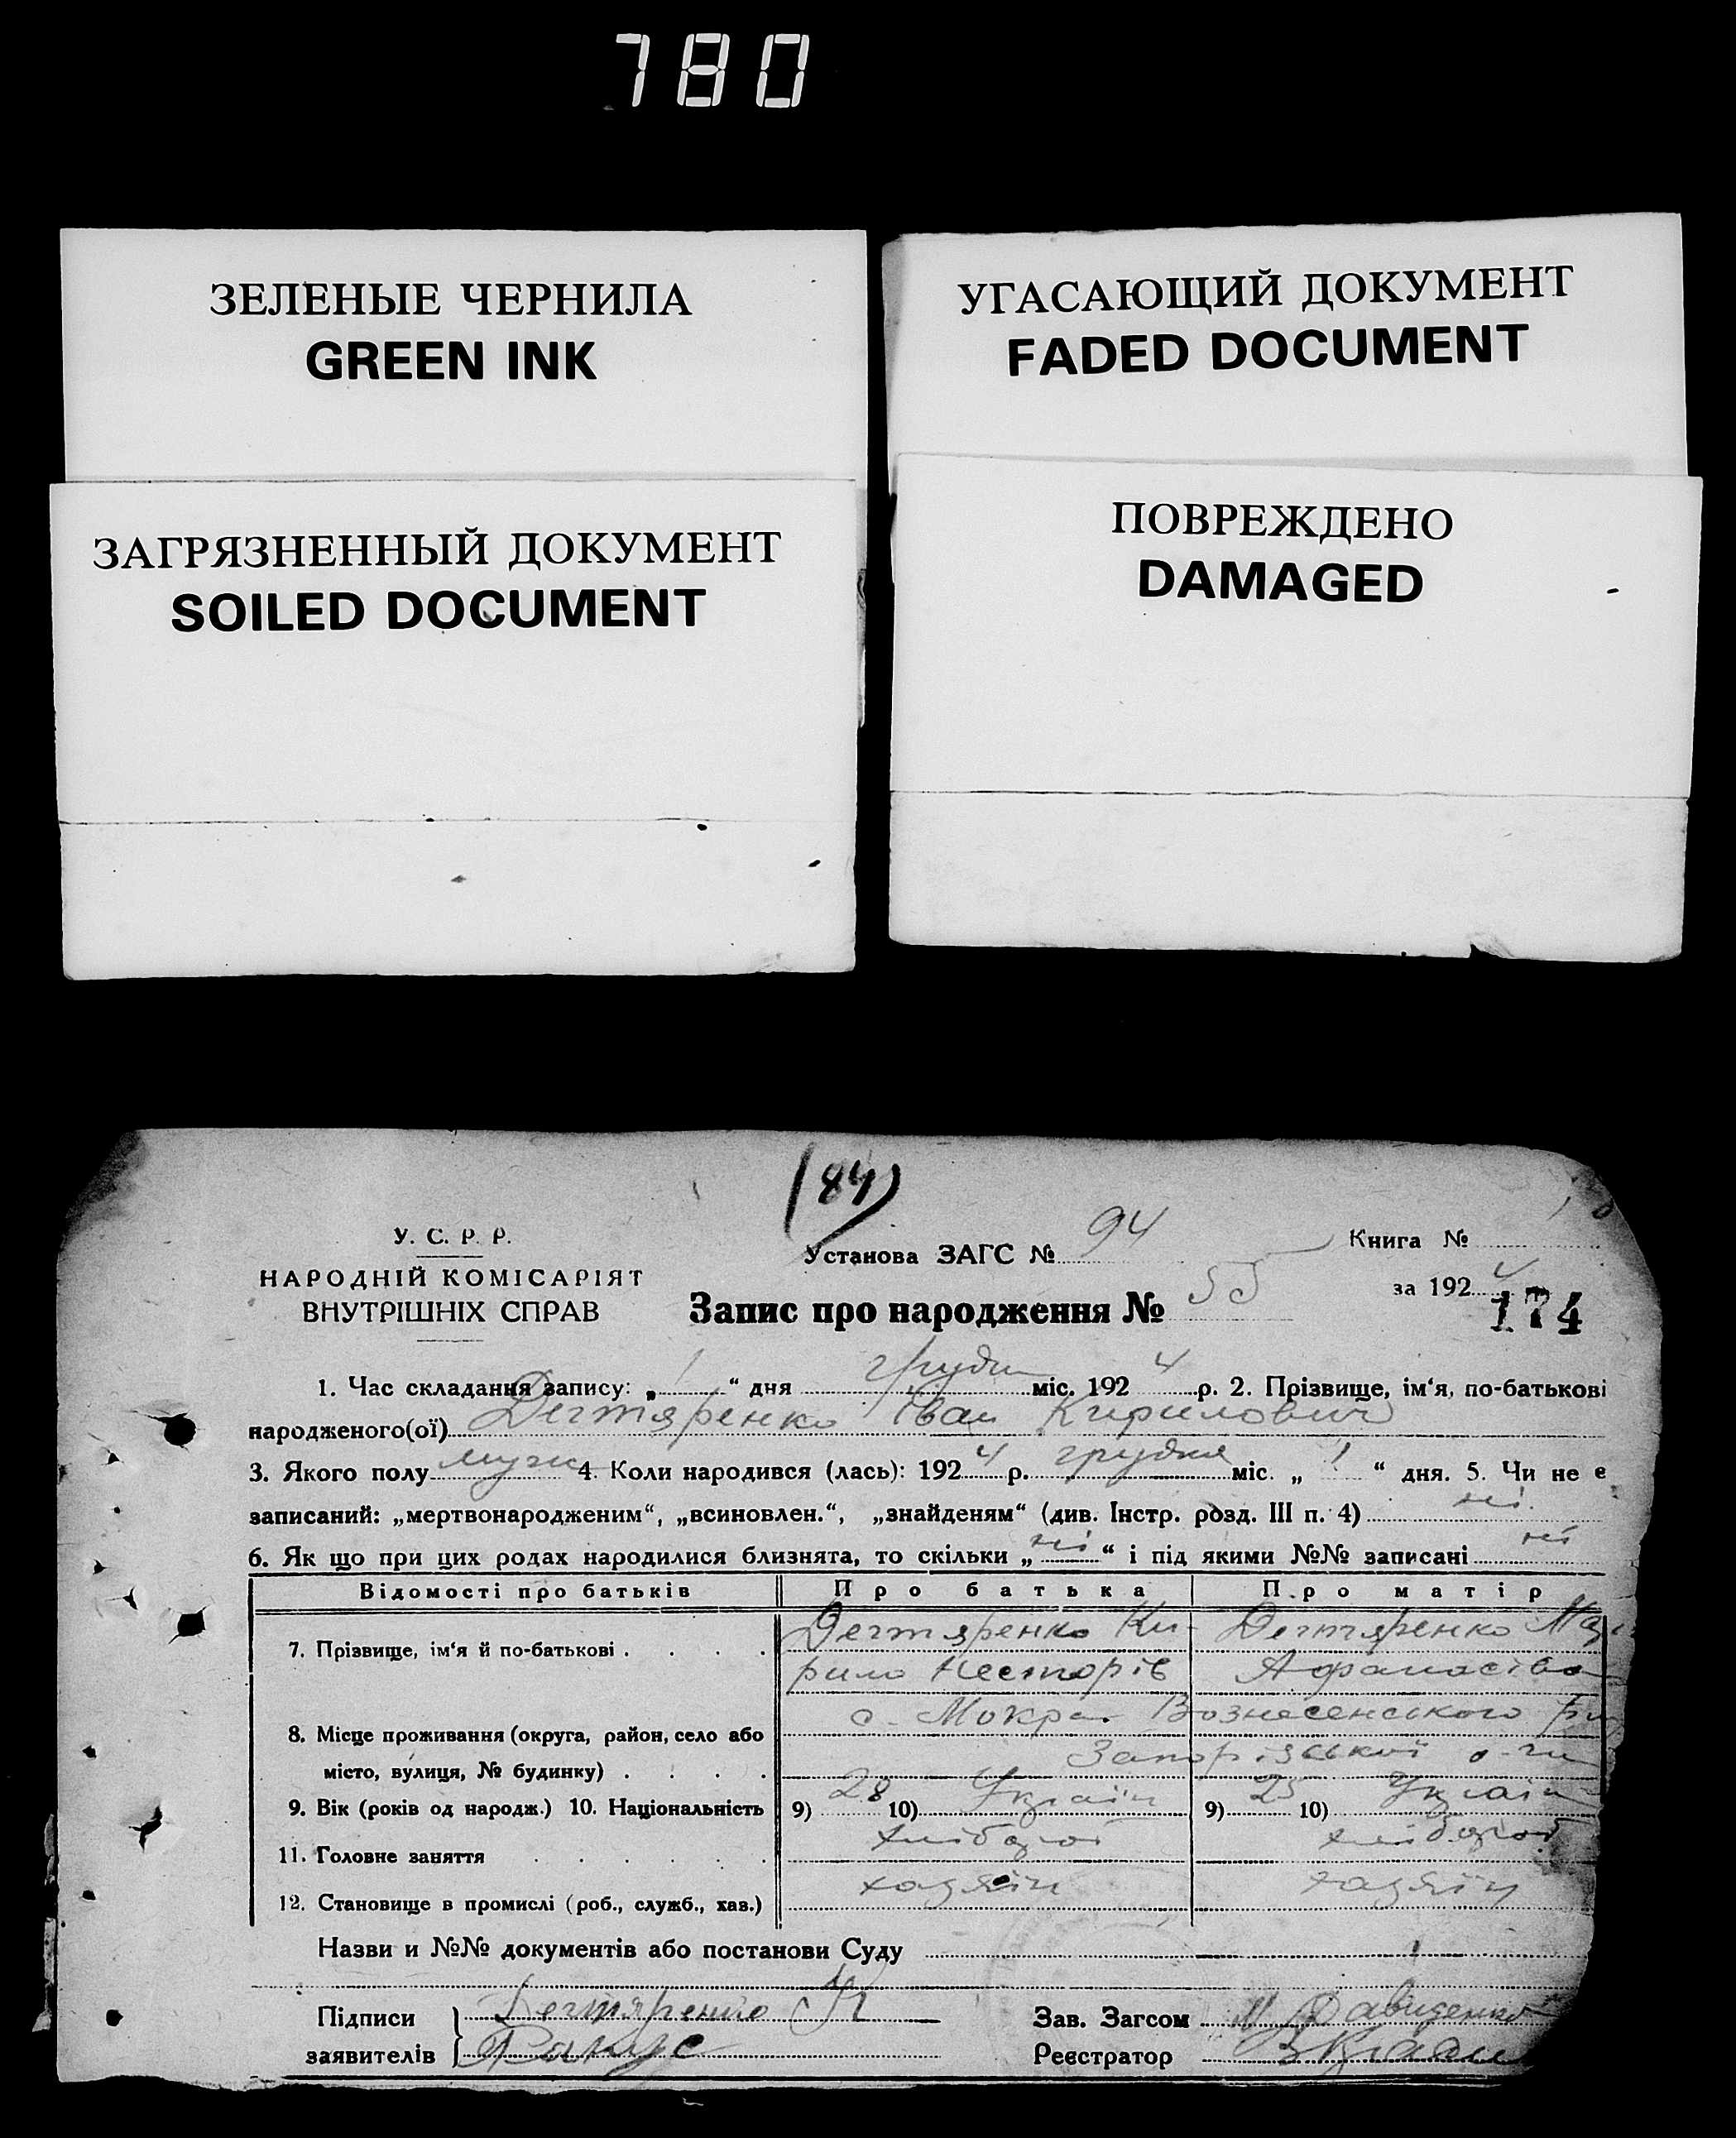 780
ЗЕЛЕНЫЕ ЧЕРНИЛА
GREEN INK
УГАСАЮЩИЙ ДОКУМЕНТ
FADED DOCUMENT
ЗАГРЯЗНЕННЫЙ ДОКУМЕНТ
SOILED DOCUMENT
ПОВРЕЖДЕНО
DAMAGED
(84)
У. С. Р. Р.
НАРОДНІЙ КОМІСАРІЯТ
ВНУТРІШНІХ СПРАВ
Установа ЗАГС № 94
Книга №
за 1924
Запис про народження № 55
174
1. Час складання запису: „1“ дня грудня міс. 1924 р. 2. Прізвище, ім‘я, по-батькові
народженого(ої) Дегтяренко Іван Кирилович
3. Якого полу муж 4. Коли народився (лась): 1924 р. грудня міс. „1“ дня. 5. Чи не є
записаний: „мертвонародженим“, „всиновлен.“, „знайденям“ (див. Інстр. розд. III п. 4) ні.
6. Як що при цих родах народилися близнята, то скільки „ні“ і під якими №№ записані ні
Відомості про батьків Про батька Про матір
7. Прізвище, ім‘я й по-батькові . . . . Дегтяренко Ки- Дегтяренко
рило Несторів Афанасієва
8. Місце проживання (округа, район, село або с. Мокра. Вознесенського
місто, вулиця, № будинку) . . . . Запорізької
9. Вік (років од народж.) 10. Національність 9) 28 10) Україн 9) 25 10) Україн
11. Головне заняття . . . . . . хлібороб хлібороб
12. Становище в промислі (роб., служб., хав.) хазяїн хазяїн
Назви и №№ документів або постанови Суду
Підписи Дегтяренко
заявителів
Зав. Загсом М Давиденко
Реєстратор